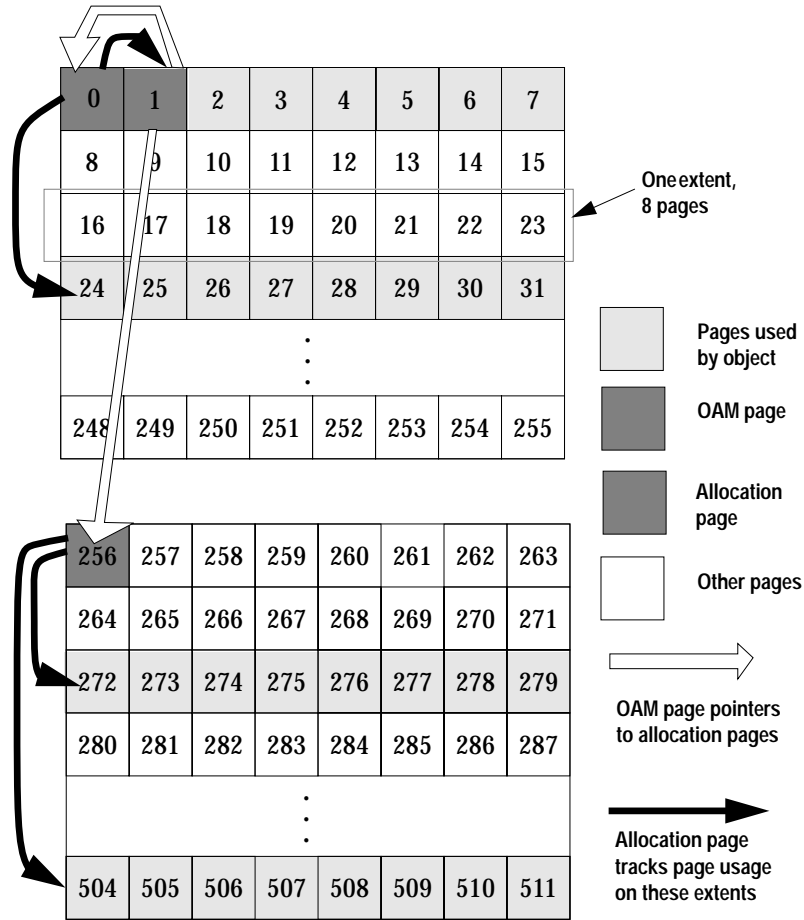 0 1 2 3 4 5 6 7
8 9 10 11 12 13 14 15
16 17 18 19 20 21 22 23
24 25 26 27 28 29 30 31
248 249 250 251 252 253 254 255
One extent,
8 pages
256 257 258 259 260 261 262 263
264 265 266 267 268 269 270 271
272 273 274 275 276 277 278 279
280 281 282 283 284 285 286 287
504 505 506 507 508 509 510 511
Pages used
by object
OAM page
Allocation
page
Other pages
OAM page pointers
to allocation pages
Allocation page
tracks page usage
on these extents